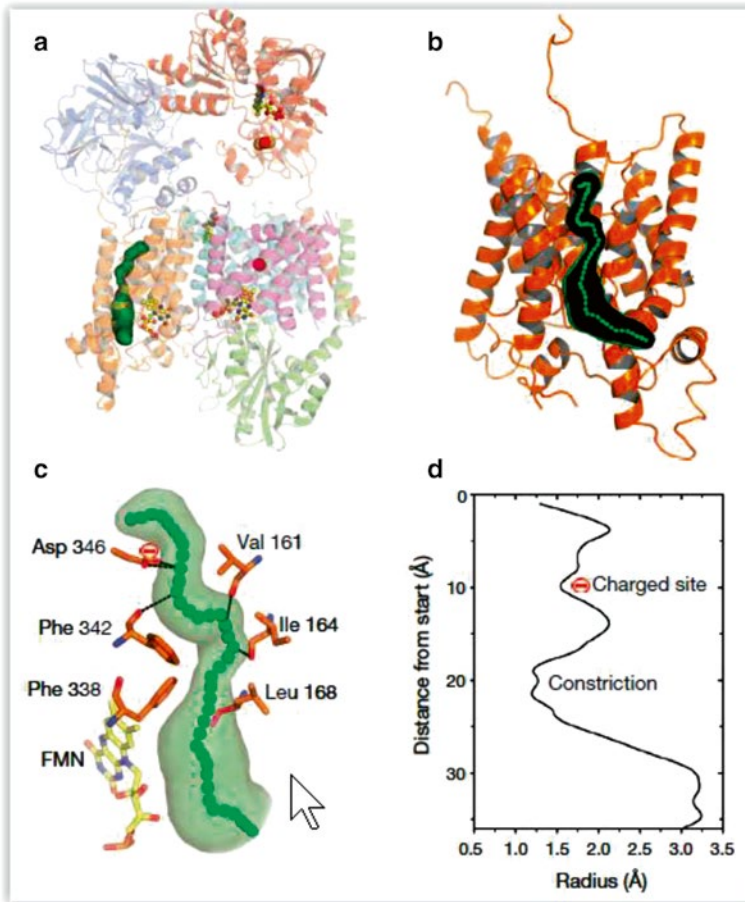 a
b
c
Asp 346
Val 161
Phe 342
Ile 164
Phe 338
Leu 168
FMN
d
0
10
20
30
Distance from start (Å)
Charged site
Constriction
0.5 1.0 1.5 2.0 2.5 3.0 3.5
Radius (Å)